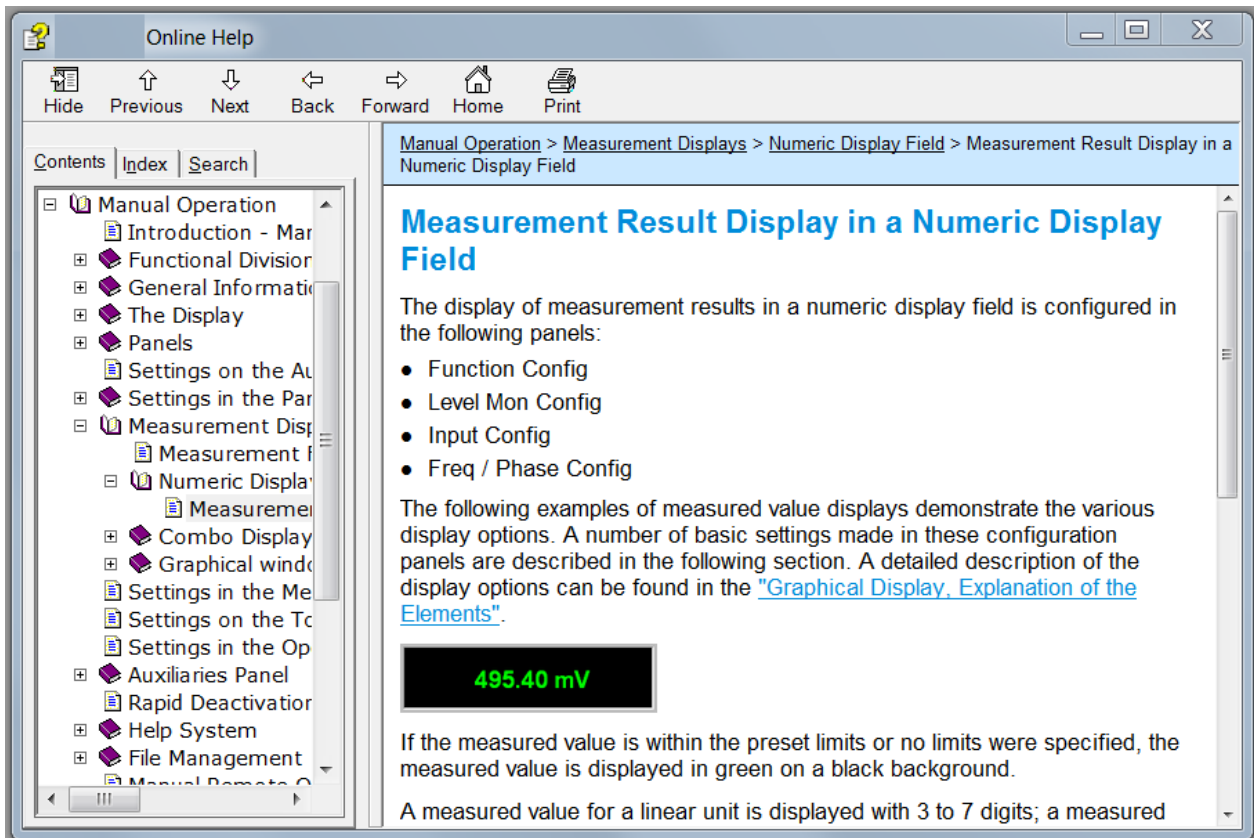 Online Help
Hide Previous Next Back Forward Home Print
Contents Index Search
Manual Operation
Introduction - Mar
Functional Division
General Informatio
The Display
Panels
Settings on the Au
Settings in the Par
Measurement Disp
Measurement F
Numeric Display
Measuremen
Combo Display
Graphical windo
Settings in the Me
Settings on the To
Settings in the Op
Auxiliaries Panel
Rapid Deactivation
Help System
File Management
Manual Remote O
Manual Operation > Measurement Displays > Numeric Display Field > Measurement Result Display in a
Numeric Display Field
Measurement Result Display in a Numeric Display
Field
The display of measurement results in a numeric display field is configured in
the following panels:
● Function Config
● Level Mon Config
● Input Config
● Freq / Phase Config
The following examples of measured value displays demonstrate the various
display options. A number of basic settings made in these configuration
panels are described in the following section. A detailed description of the
display options can be found in the "Graphical Display, Explanation of the
Elements".
495.40 mV
If the measured value is within the preset limits or no limits were specified, the
measured value is displayed in green on a black background.
A measured value for a linear unit is displayed with 3 to 7 digits; a measured